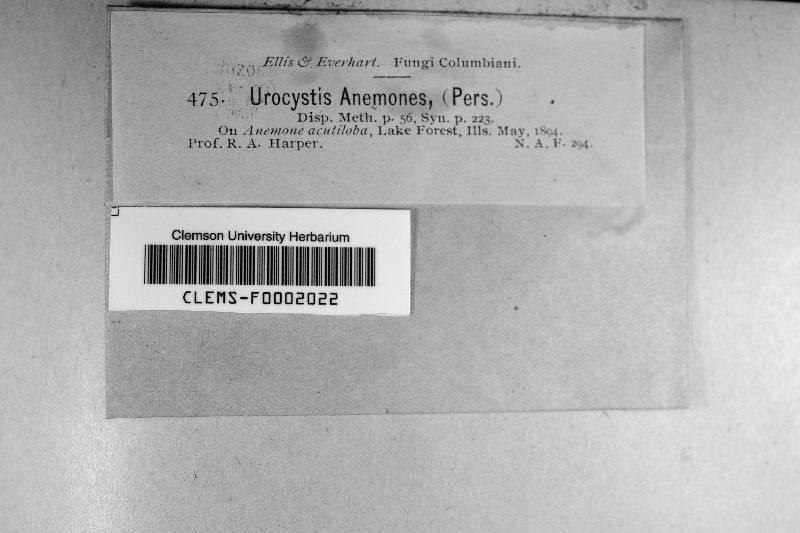 Ellis & Everhart. Fungi Columbiani.
475. Urocystis Anemones, (Pers.)
Disp. Meth. p. 56, Syn. p. 223.
On Anemone acutiloba, Lake Forest, Ills. May, 1894.
Prof. R. A. Harper. N. A. F. 294.
Clemson University Herbarium
CLEMS-F0002022